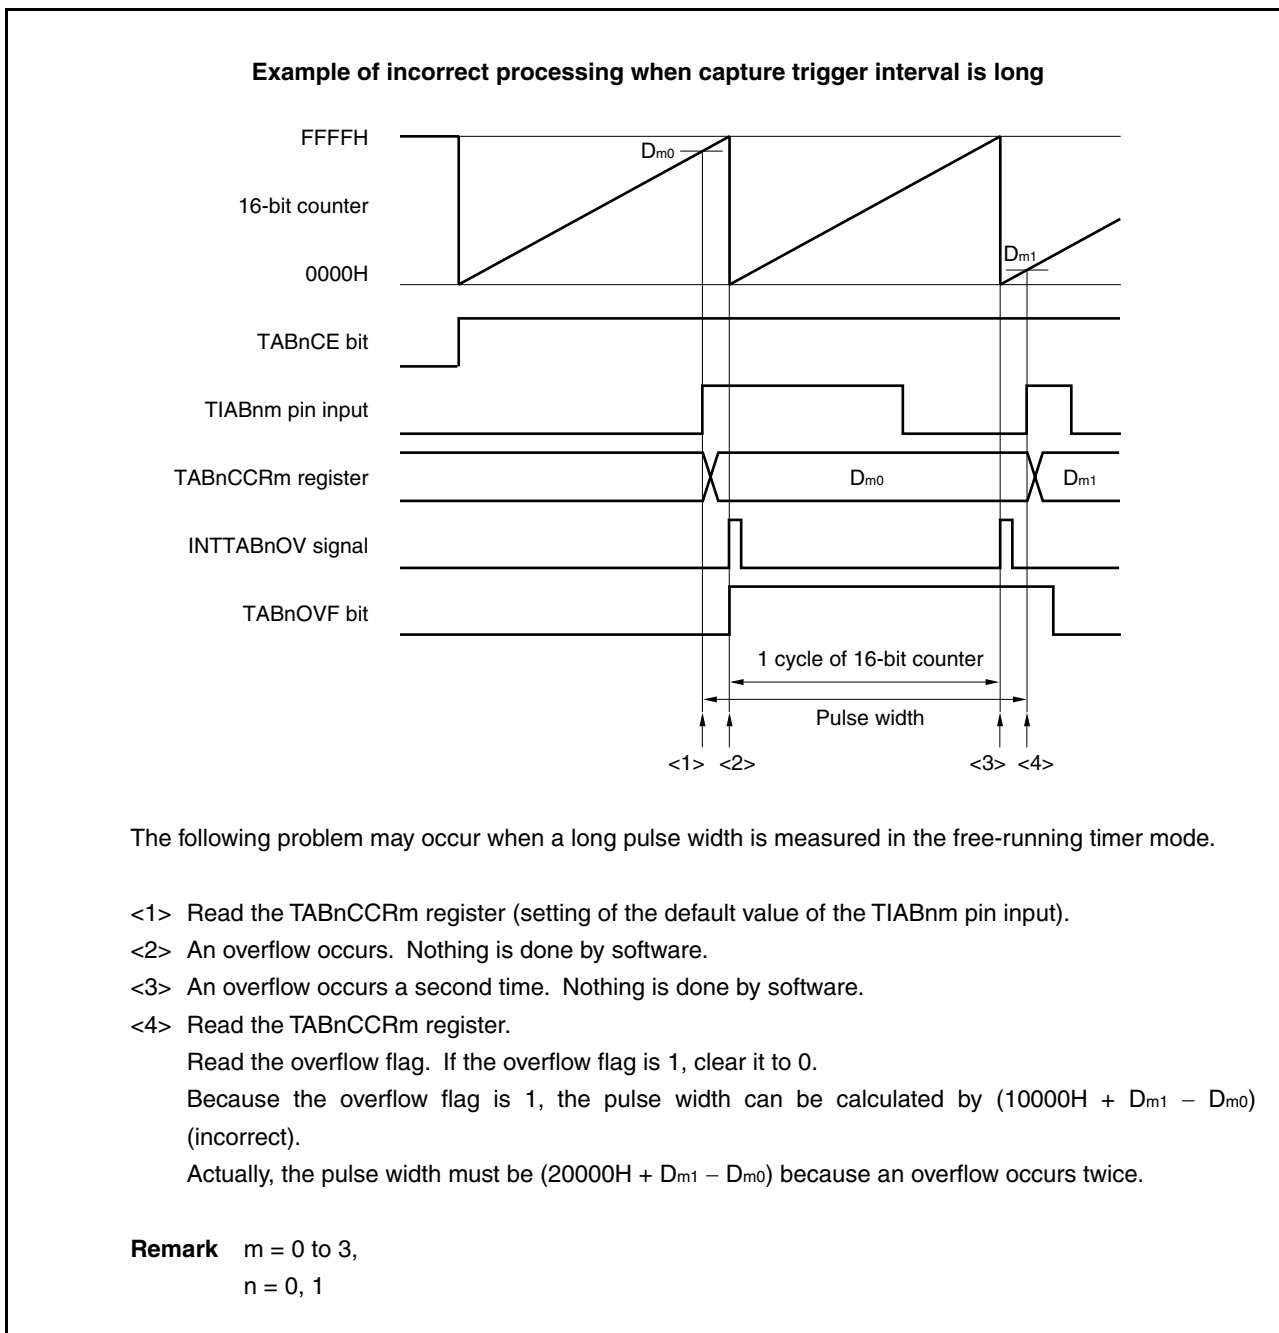 Example of incorrect processing when capture trigger interval is long
FFFFH
Dm0
16-bit counter
Dm1
0000H
TABnCE bit
TIABnm pin input
TABnCCRm register
Dm0
Dm1
INTTABnOV signal
TABnOVF bit
1 cycle of 16-bit counter
Pulse width
<1> <2> <3> <4>
The following problem may occur when a long pulse width is measured in the free-running timer mode.
<1> Read the TABnCCRm register (setting of the default value of the TIABnm pin input).
<2> An overflow occurs. Nothing is done by software.
<3> An overflow occurs a second time. Nothing is done by software.
<4> Read the TABnCCRm register.
Read the overflow flag. If the overflow flag is 1, clear it to 0.
Because the overflow flag is 1, the pulse width can be calculated by (10000H + Dm1 − Dm0)
(incorrect).
Actually, the pulse width must be (20000H + Dm1 − Dm0) because an overflow occurs twice.
Remark m = 0 to 3,
n = 0, 1